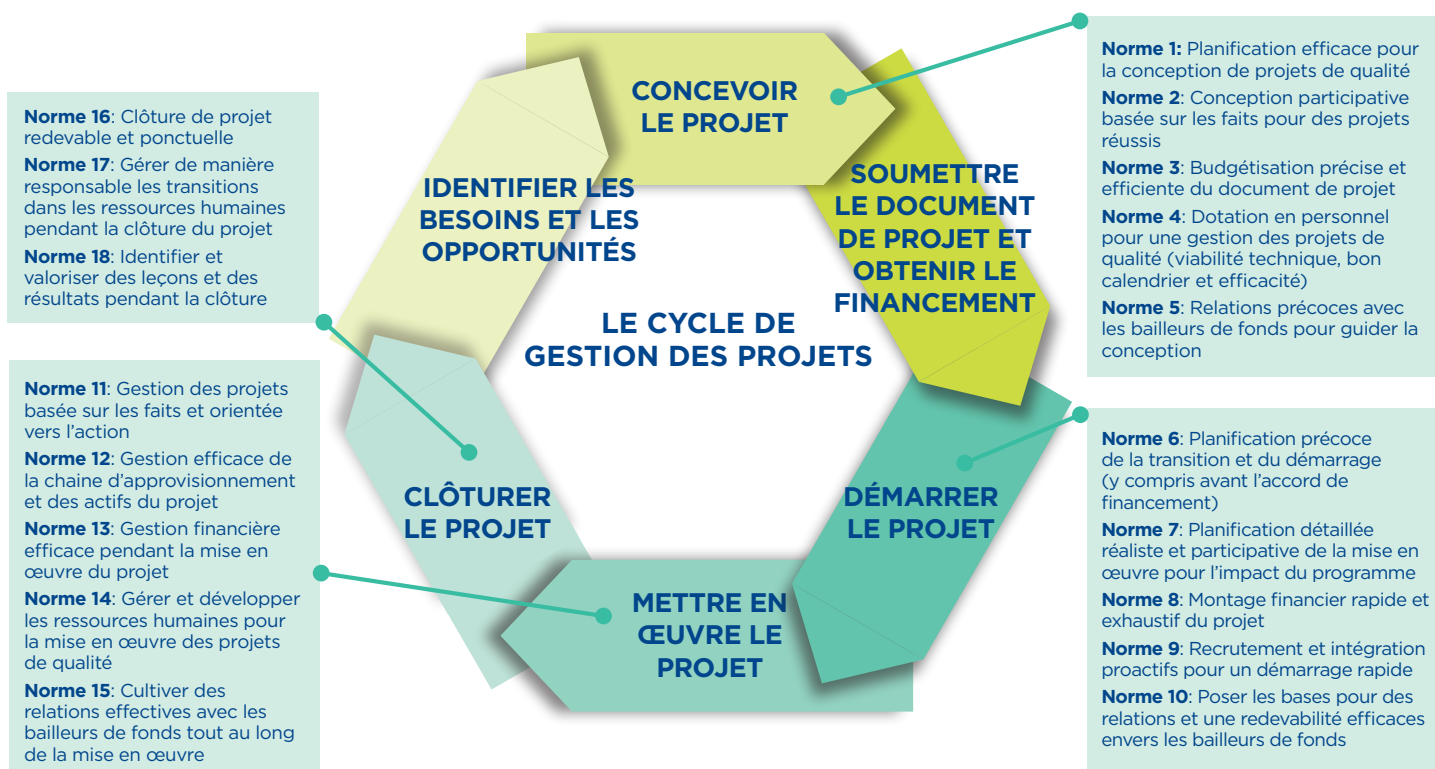 CONCEVOIR
LE PROJET
SOUMETTRE
LE DOCUMENT
DE PROJET ET
OBTENIR LE
FINANCEMENT
DÉMARRER
LE PROJET
METTRE EN
ŒUVRE LE
PROJET
CLÔTURER
LE PROJET
IDENTIFIER LES
BESOINS ET LES
OPPORTUNITÉS
LE CYCLE DE
GESTION DES PROJETS
Norme 1: Planification efficace pour
la conception de projets de qualité
Norme 2: Conception participative
basée sur les faits pour des projets
réussis
Norme 3: Budgétisation précise et
efficiente du document de projet
Norme 4: Dotation en personnel
pour une gestion des projets de
qualité (viabilité technique, bon
calendrier et efficacité)
Norme 5: Relations précoces avec
les bailleurs de fonds pour guider la
conception
Norme 6: Planification précoce
de la transition et du démarrage
(y compris avant l’accord de
financement)
Norme 7: Planification détaillée
réaliste et participative de la mise en
œuvre pour l’impact du programme
Norme 8: Montage financier rapide et
exhaustif du projet
Norme 9: Recrutement et intégration
proactifs pour un démarrage rapide
Norme 10: Poser les bases pour des
relations et une redevabilité efficaces
envers les bailleurs de fonds
Norme 11: Gestion des projets
basée sur les faits et orientée
vers l’action
Norme 12: Gestion efficace de
la chaine d’approvisionnement
et des actifs du projet
Norme 13: Gestion financière
efficace pendant la mise en
œuvre du projet
Norme 14: Gérer et développer
les ressources humaines pour
la mise en œuvre des projets
de qualité
Norme 15: Cultiver des
relations effectives avec les
bailleurs de fonds tout au long
de la mise en œuvre
Norme 16: Clôture de projet
redevable et ponctuelle
Norme 17: Gérer de manière
responsable les transitions
dans les ressources humaines
pendant la clôture du projet
Norme 18: Identifier et
valoriser des leçons et des
résultats pendant la clôture